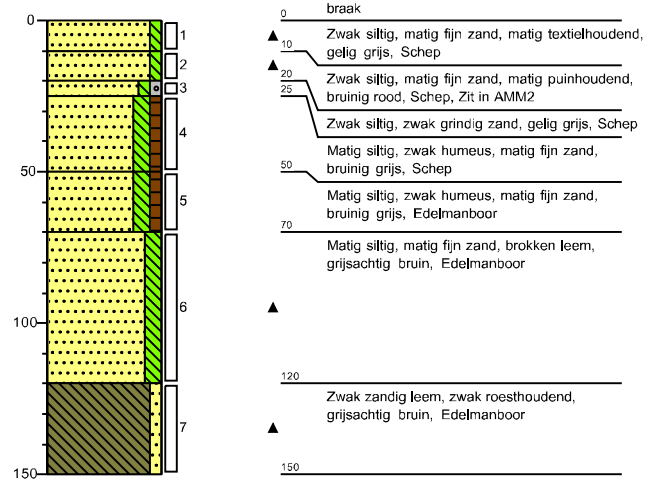 0
50
100
150
1
2
3
4
5
6
7
0
braak
Zwak siltig, matig fijn zand, matig textielhoudend,
gelig grijs, Schep
10
Zwak siltig, matig fijn zand, matig puinhoudend,
bruinig rood, Schep, Zit in AMM2
20
Zwak siltig, zwak grindig zand, gelig grijs, Schep
25
Matig siltig, zwak humeus, matig fijn zand,
bruinig grijs, Schep
50
Matig siltig, zwak humeus, matig fijn zand,
bruinig grijs, Edelmanboor
70
Matig siltig, matig fijn zand, brokken leem,
grijsachtig bruin, Edelmanboor
120
Zwak zandig leem, zwak roesthoudend,
grijsachtig bruin, Edelmanboor
150